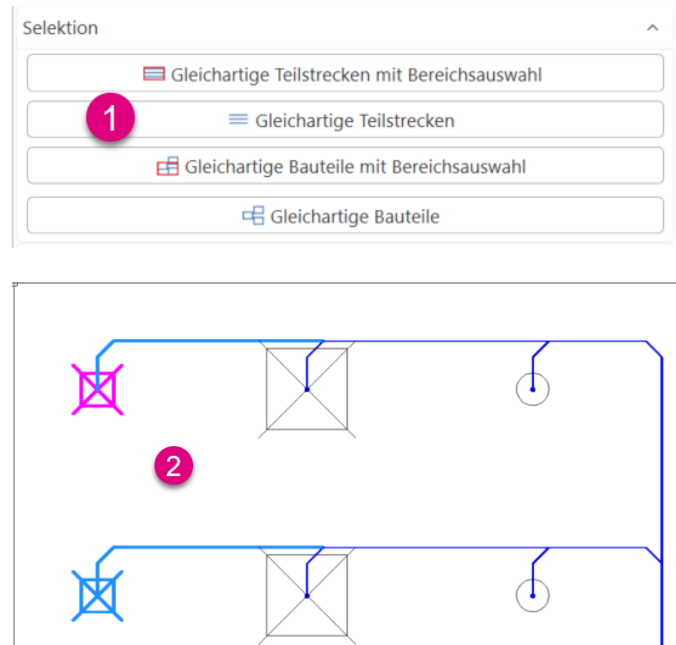 Selektion
Gleichartige Teilstrecken mit Bereichsauswahl
1
Gleichartige Teilstrecken
Gleichartige Bauteile mit Bereichsauswahl
Gleichartige Bauteile
2